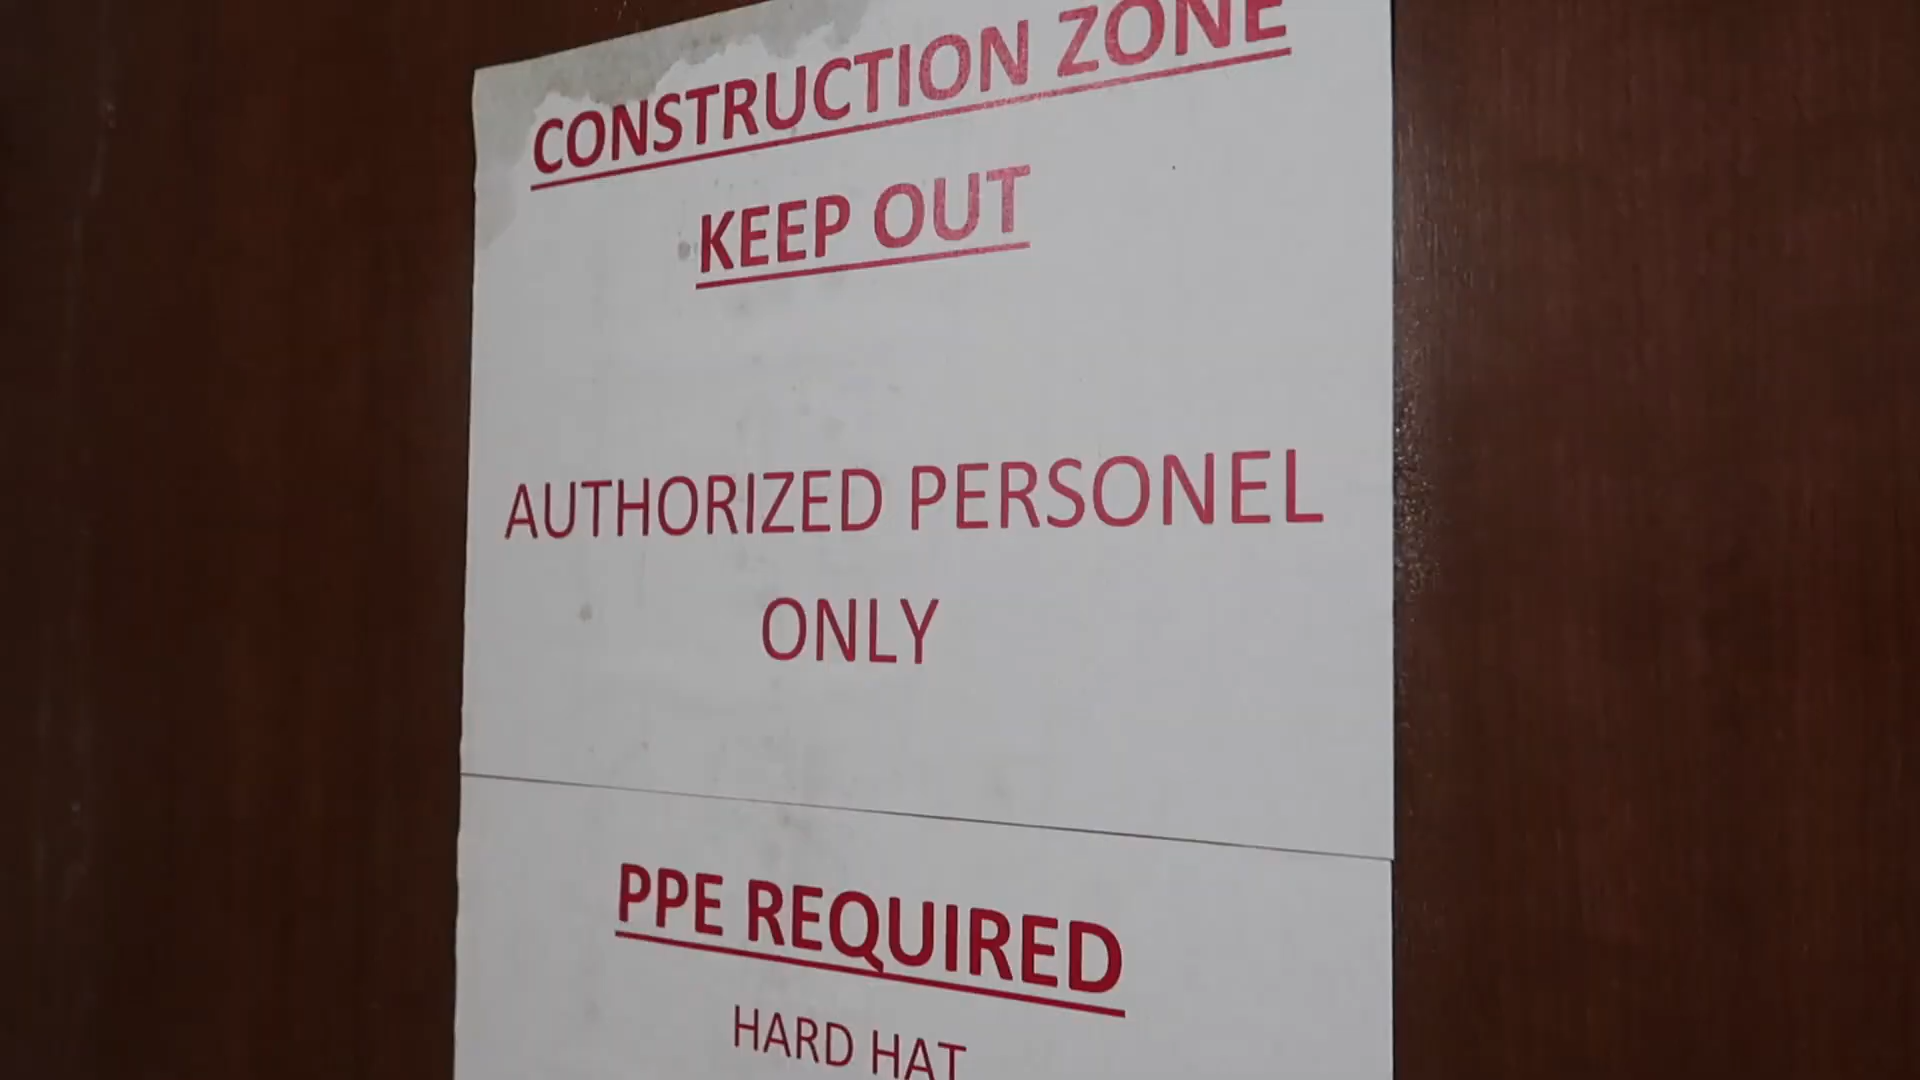 CONSTRUCTION ZONE
KEEP OUT
AUTHORIZED PERSONEL
ONLY
PPE REQUIRED
HARD HAT